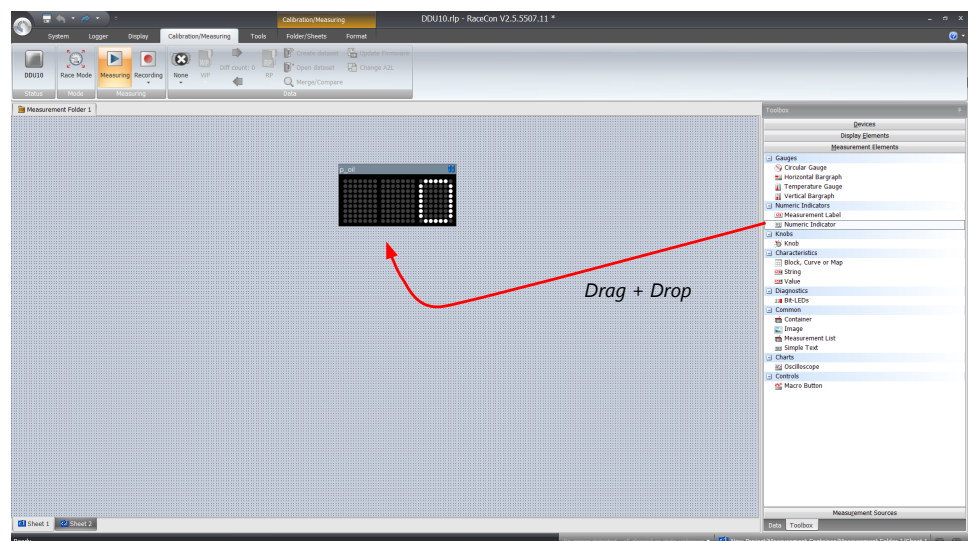 Calibration/Measuring
DDU10.rlp - RaceCon V2.5.5507.11 *
System Logger Display Calibration/Measuring Tools Folder/Sheets Format
DDU10 Race Mode Measuring Recording None WP Diff count: 0 RP
Create dataset Update Firmware
Open dataset Change A2L
Merge/Compare
Status Mode Measuring Data
Measurement Folder 1
Toolbox
Devices
Display Elements
Measurement Elements
Gauges
Circular Gauge
Horizontal Bargraph
Temperature Gauge
Vertical Bargraph
Numeric Indicators
Measurement Label
Numeric Indicator
Knobs
Knob
Characteristics
Block, Curve or Map
String
Value
Diagnostics
Bit-LEDs
Common
Container
Image
Measurement List
Simple Text
Charts
Oscilloscope
Controls
Macro Button
p_oil
0
Drag + Drop
Measurement Sources
Sheet 1 Sheet 2
Data Toolbox
Ready